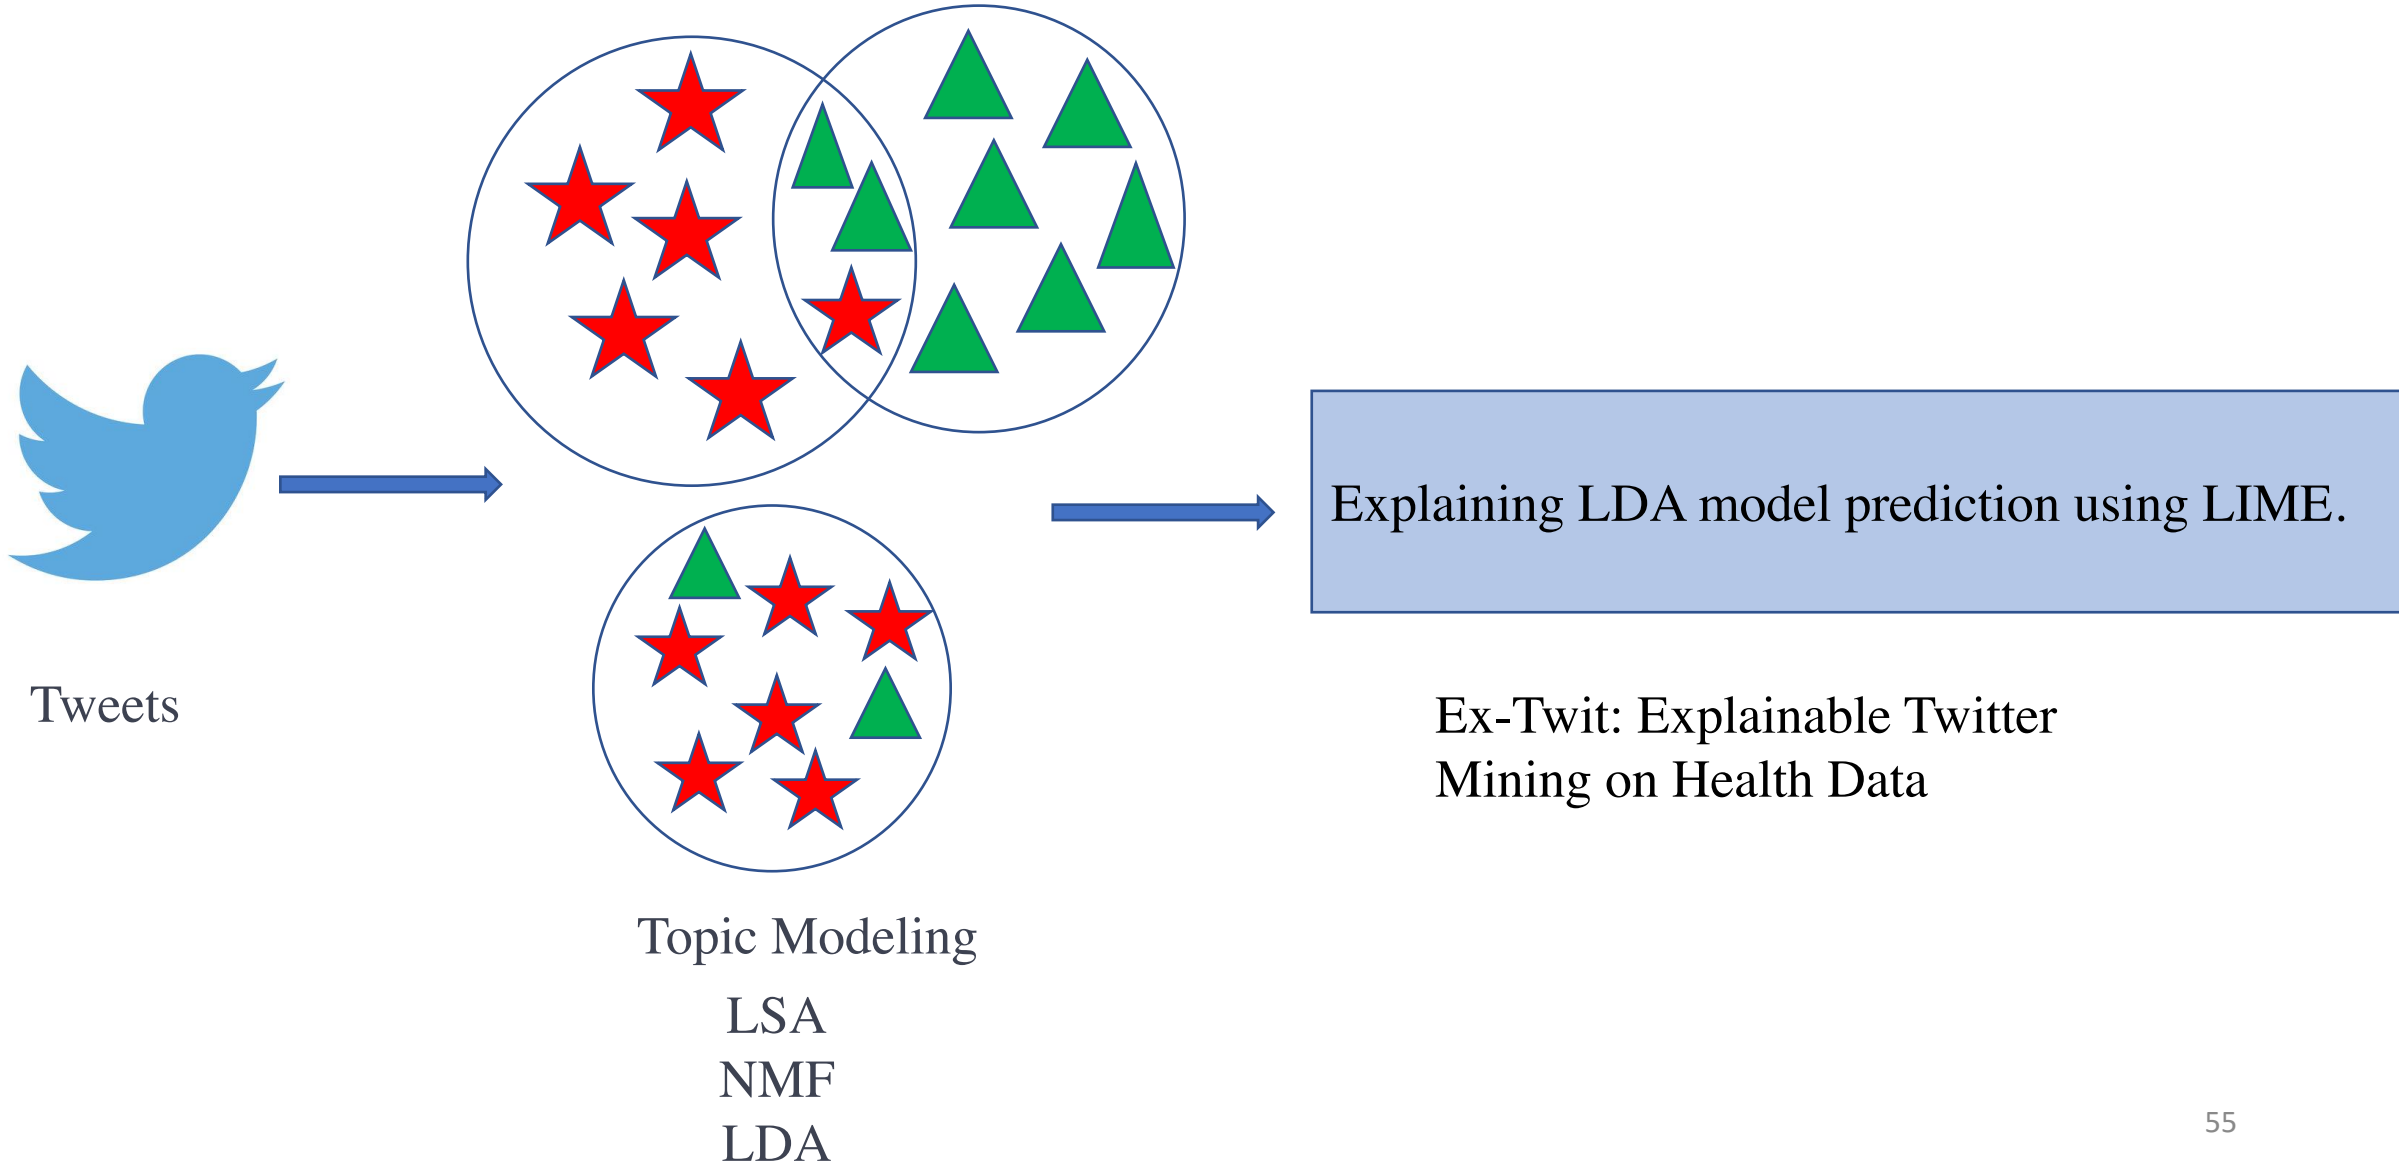 Tweets
Topic Modeling
LSA
NMF
LDA
Explaining LDA model prediction using LIME.
Ex-Twit: Explainable Twitter
Mining on Health Data
55